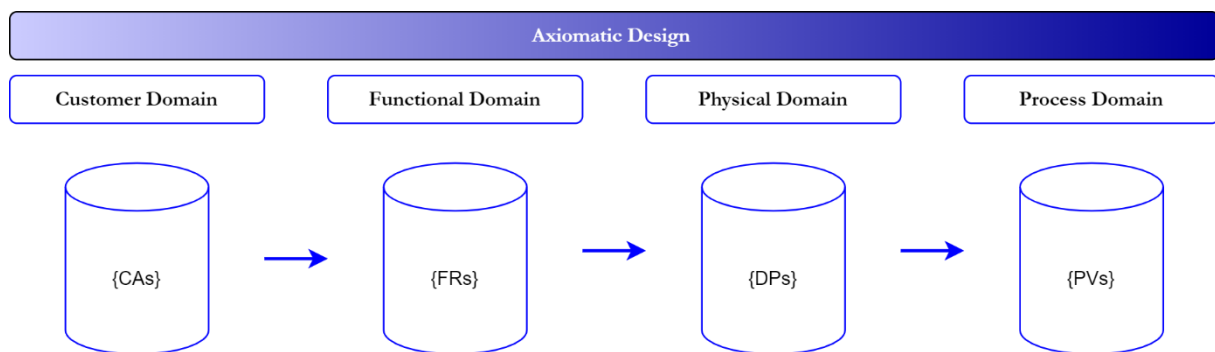 Axiomatic Design
Customer Domain
Functional Domain
Physical Domain
Process Domain
{CAs}
{FRs}
{DPs}
{PVs}